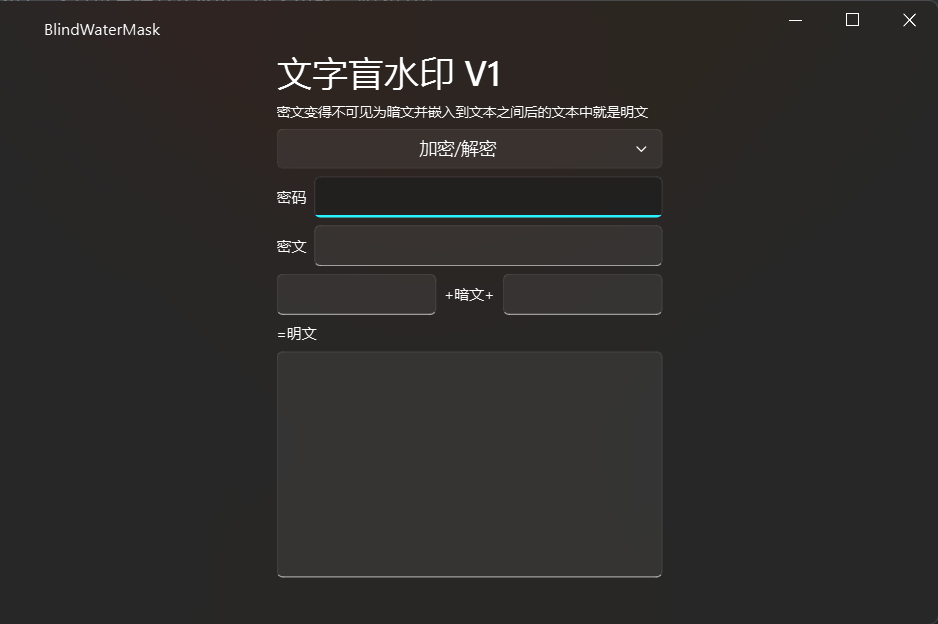 BlindWaterMask
文字盲水印 V1
密文变得不可见为暗文并嵌入到文本之间后的文本中就是明文
加密/解密
密码
密文
+暗文+
=明文